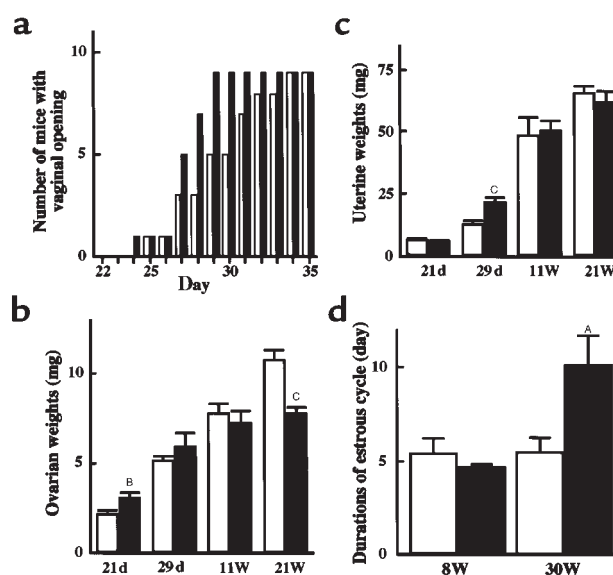 a
Number of mice with
vaginal opening
10
5
0
22 25 30 35
Day
b
Ovarian weights (mg)
10
5
0
B
C
21d 29d 11W 21W
c
Uterine weights (mg)
75
50
25
0
C
21d 29d 11W 21W
d
Durations of estrous cycle (day)
10
5
0
A
8W 30W